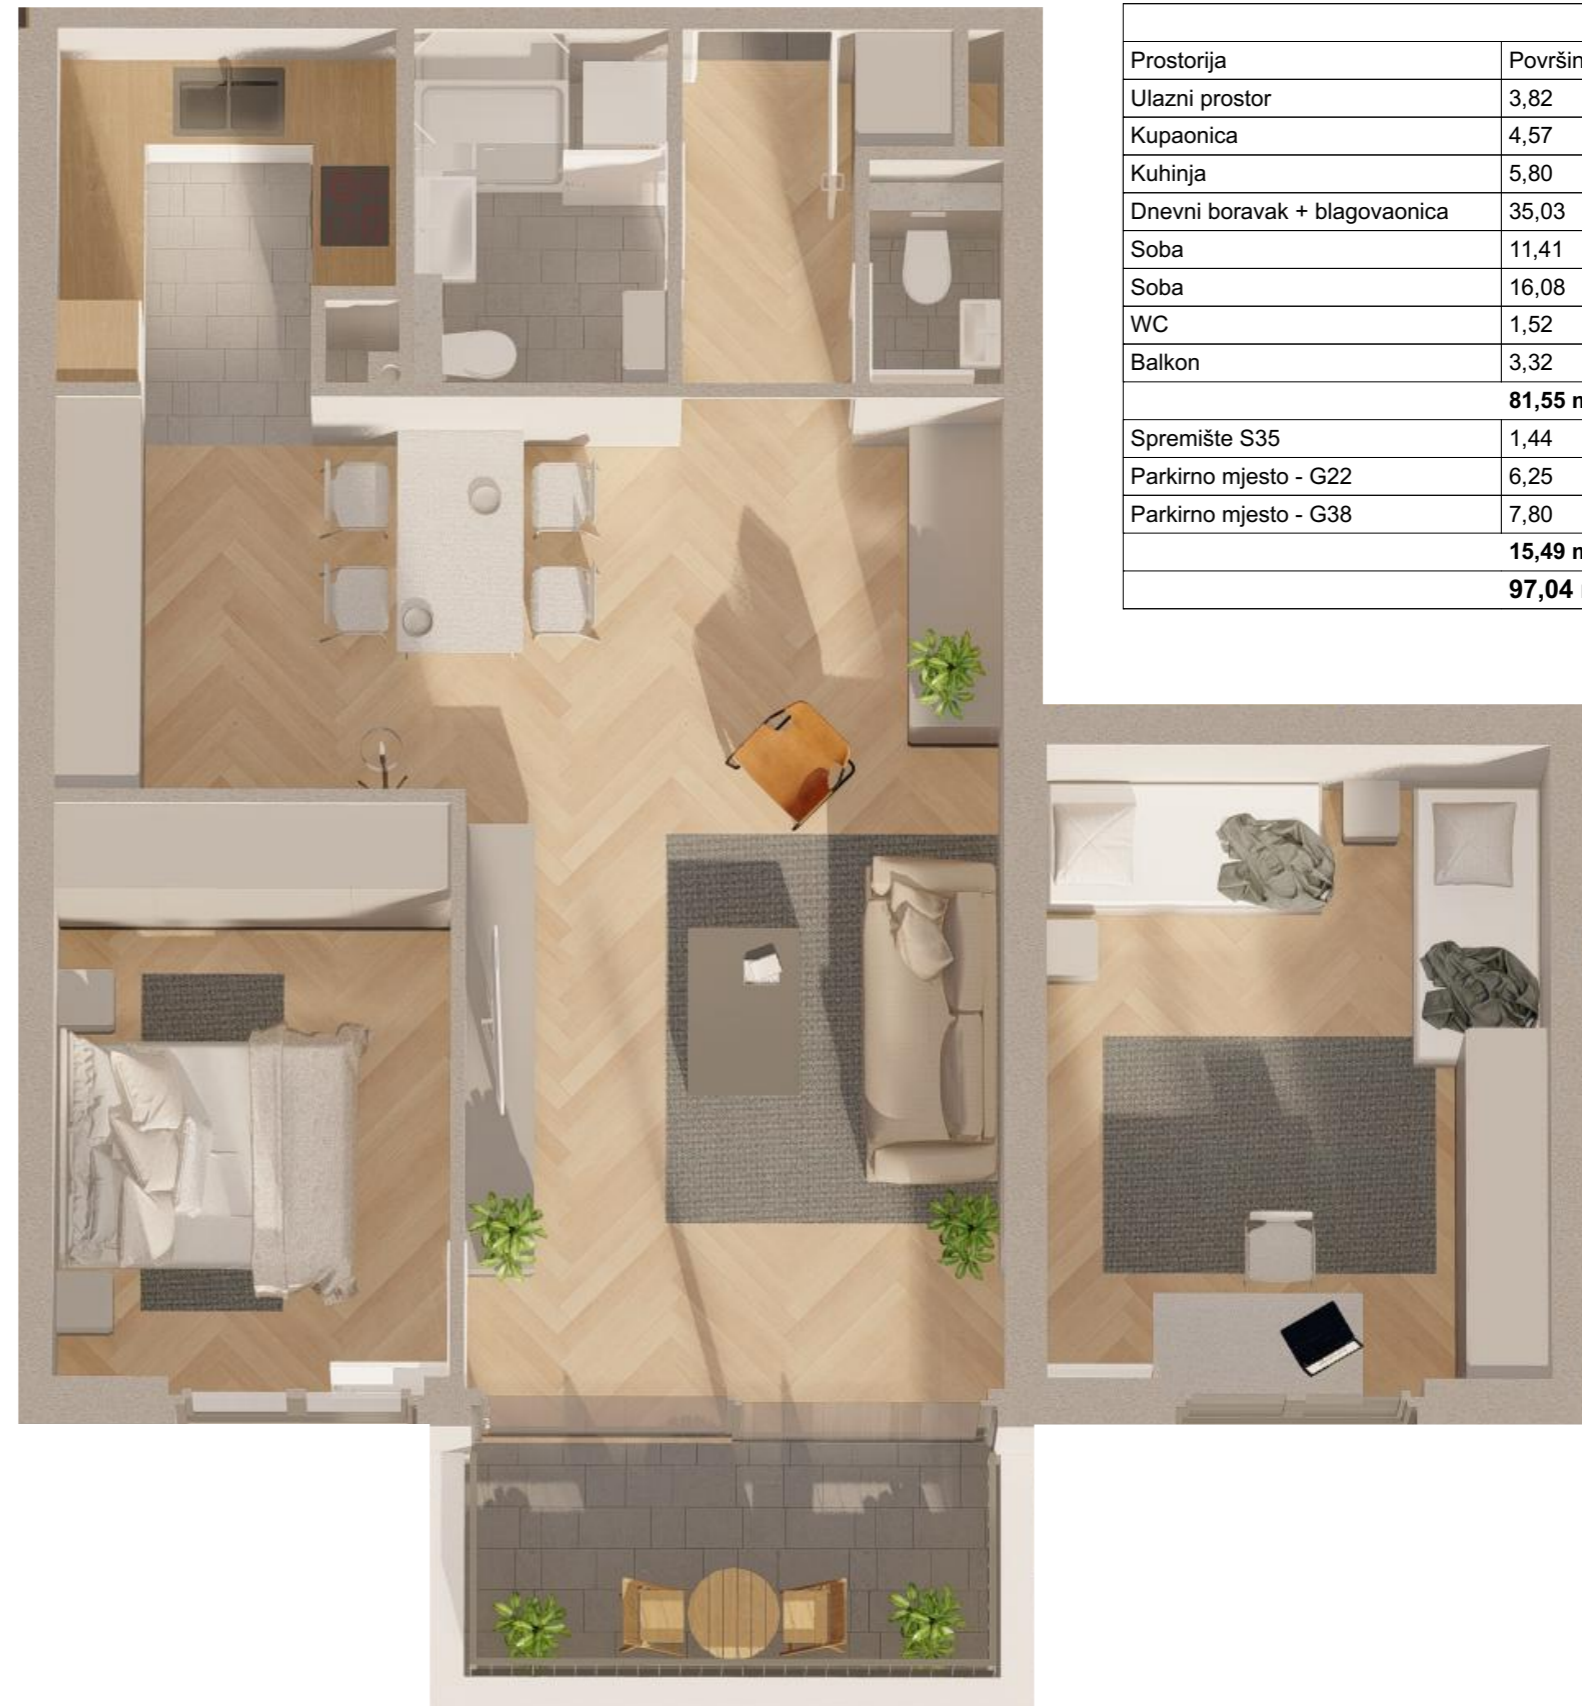 Prostorija Površin
Ulazni prostor 3,82
Kupaonica 4,57
Kuhinja 5,80
Dnevni boravak + blagovaonica 35,03
Soba 11,41
Soba 16,08
WC 1,52
Balkon 3,32
81,55
Spremište S35 1,44
Parkirno mjesto - G22 6,25
Parkirno mjesto - G38 7,80
15,49
97,04